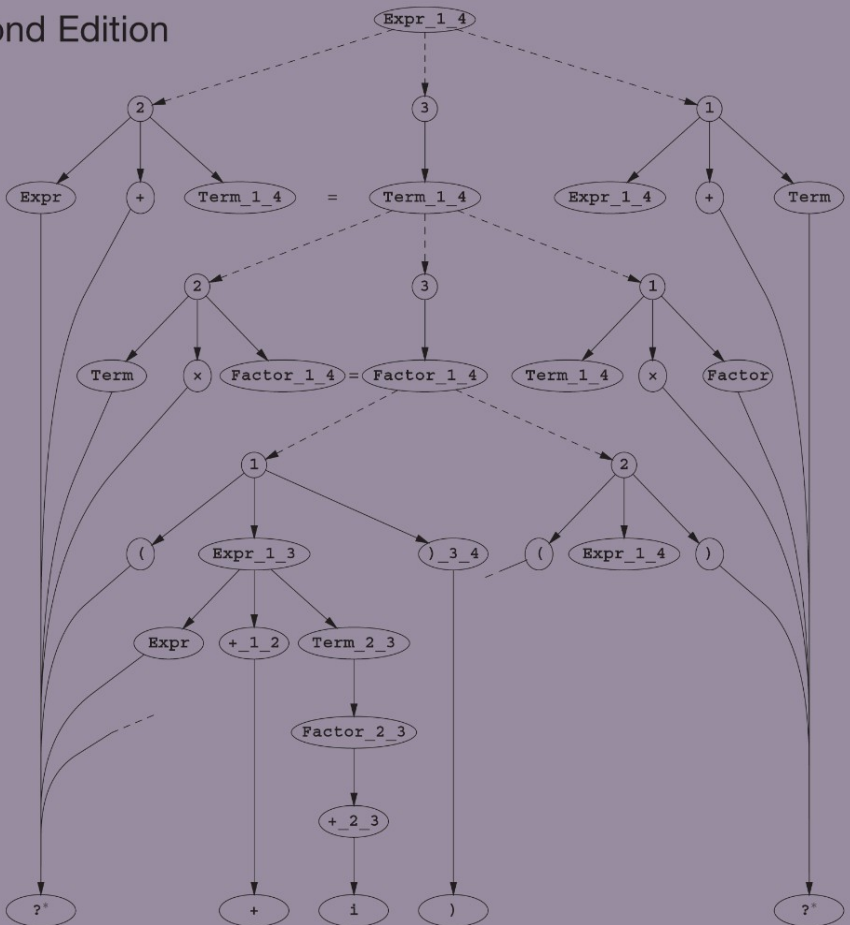 ond Edition
Expr_1_4
2 3 1
Expr + Term_1_4 = Term_1_4 Expr_1_4 + Term
2 3 1
Term × Factor_1_4 = Factor_1_4 Term_1_4 × Factor
1 2
( Expr_1_3 )_3_4 ( Expr_1_4 )
Expr +_1_2 Term_2_3
Factor_2_3
+_2_3
?* + i ) ?*